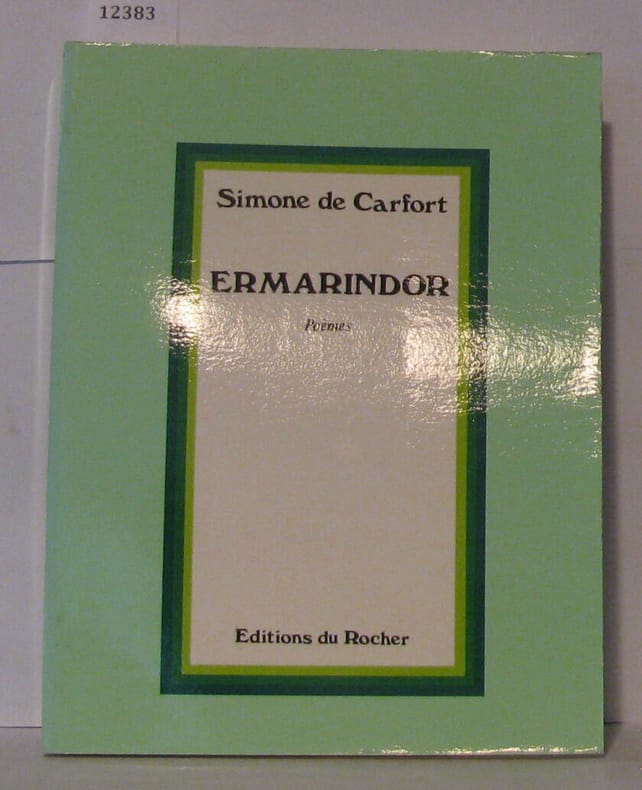 12383
Simone de Carfort
ERMARINDOR
Poèmes
Editions du Rocher